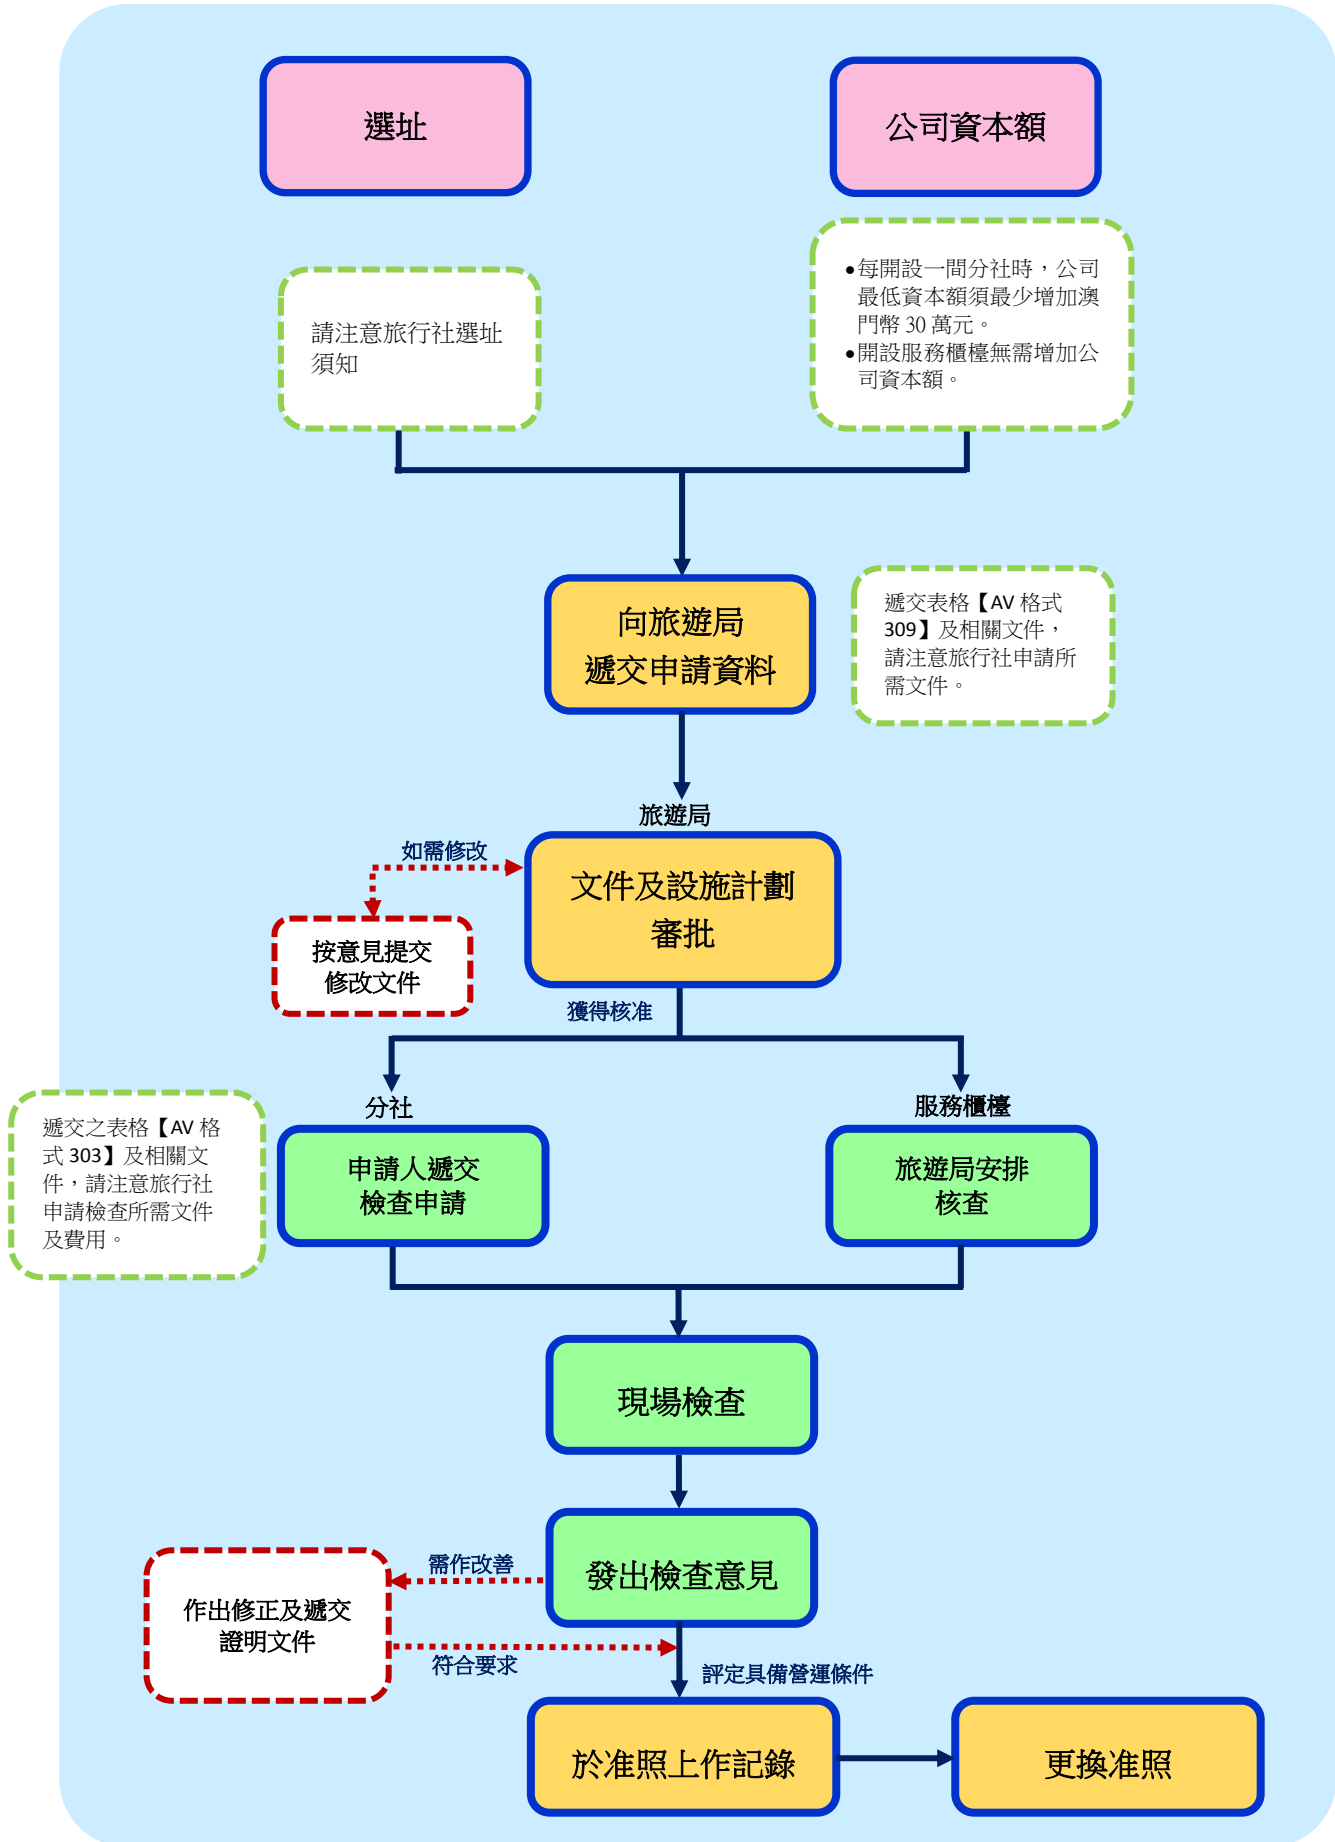 選址
公司資本額
請注意旅行社選址
須知
•每開設一間分社時，公司
最低資本額須最少增加澳
門幣 30 萬元。
•開設服務櫃檯無需增加公
司資本額。
向旅遊局
遞交申請資料
遞交表格【AV 格式
309】及相關文件，
請注意旅行社申請所
需文件。
旅遊局
如需修改
文件及設施計劃
審批
按意見提交
修改文件
獲得核准
分社
服務櫃檯
遞交之表格【AV 格
式 303】及相關文
件，請注意旅行社
申請檢查所需文件
及費用。
申請人遞交
檢查申請
旅遊局安排
核查
現場檢查
發出檢查意見
需作改善
作出修正及遞交
證明文件
符合要求
評定具備營運條件
於准照上作記錄
更換准照